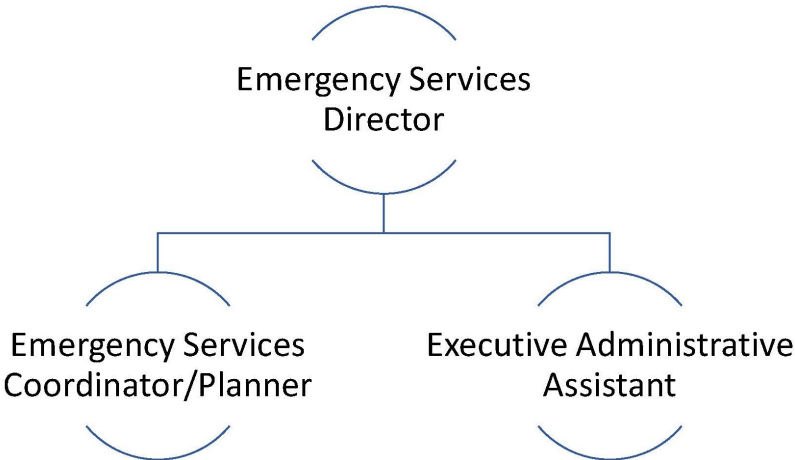 Emergency Services
Director
Emergency Services
Coordinator/Planner
Executive Administrative
Assistant